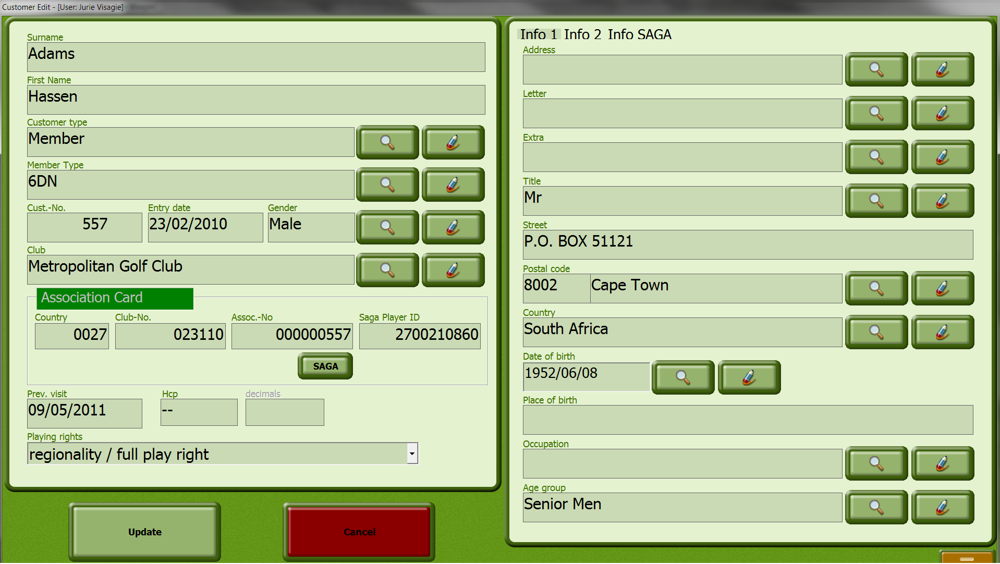 Customer Edit - [User: Jurie Visagie]
Surname
Adams
First Name
Hassen
Customer type
Member
Member Type
6DN
Cust.-No. Entry date Gender
557 23/02/2010 Male
Club
Metropolitan Golf Club
Association Card
Country Club-No. Assoc.-No Saga Player ID
0027 023110 000000557 2700210860
SAGA
Prev. visit Hcp decimals
09/05/2011 --
Playing rights
regionality / full play right
Update Cancel
Info 1 Info 2 Info SAGA
Address
Letter
Extra
Title
Mr
Street
P.O. BOX 51121
Postal code
8002 Cape Town
Country
South Africa
Date of birth
1952/06/08
Place of birth
Occupation
Age group
Senior Men